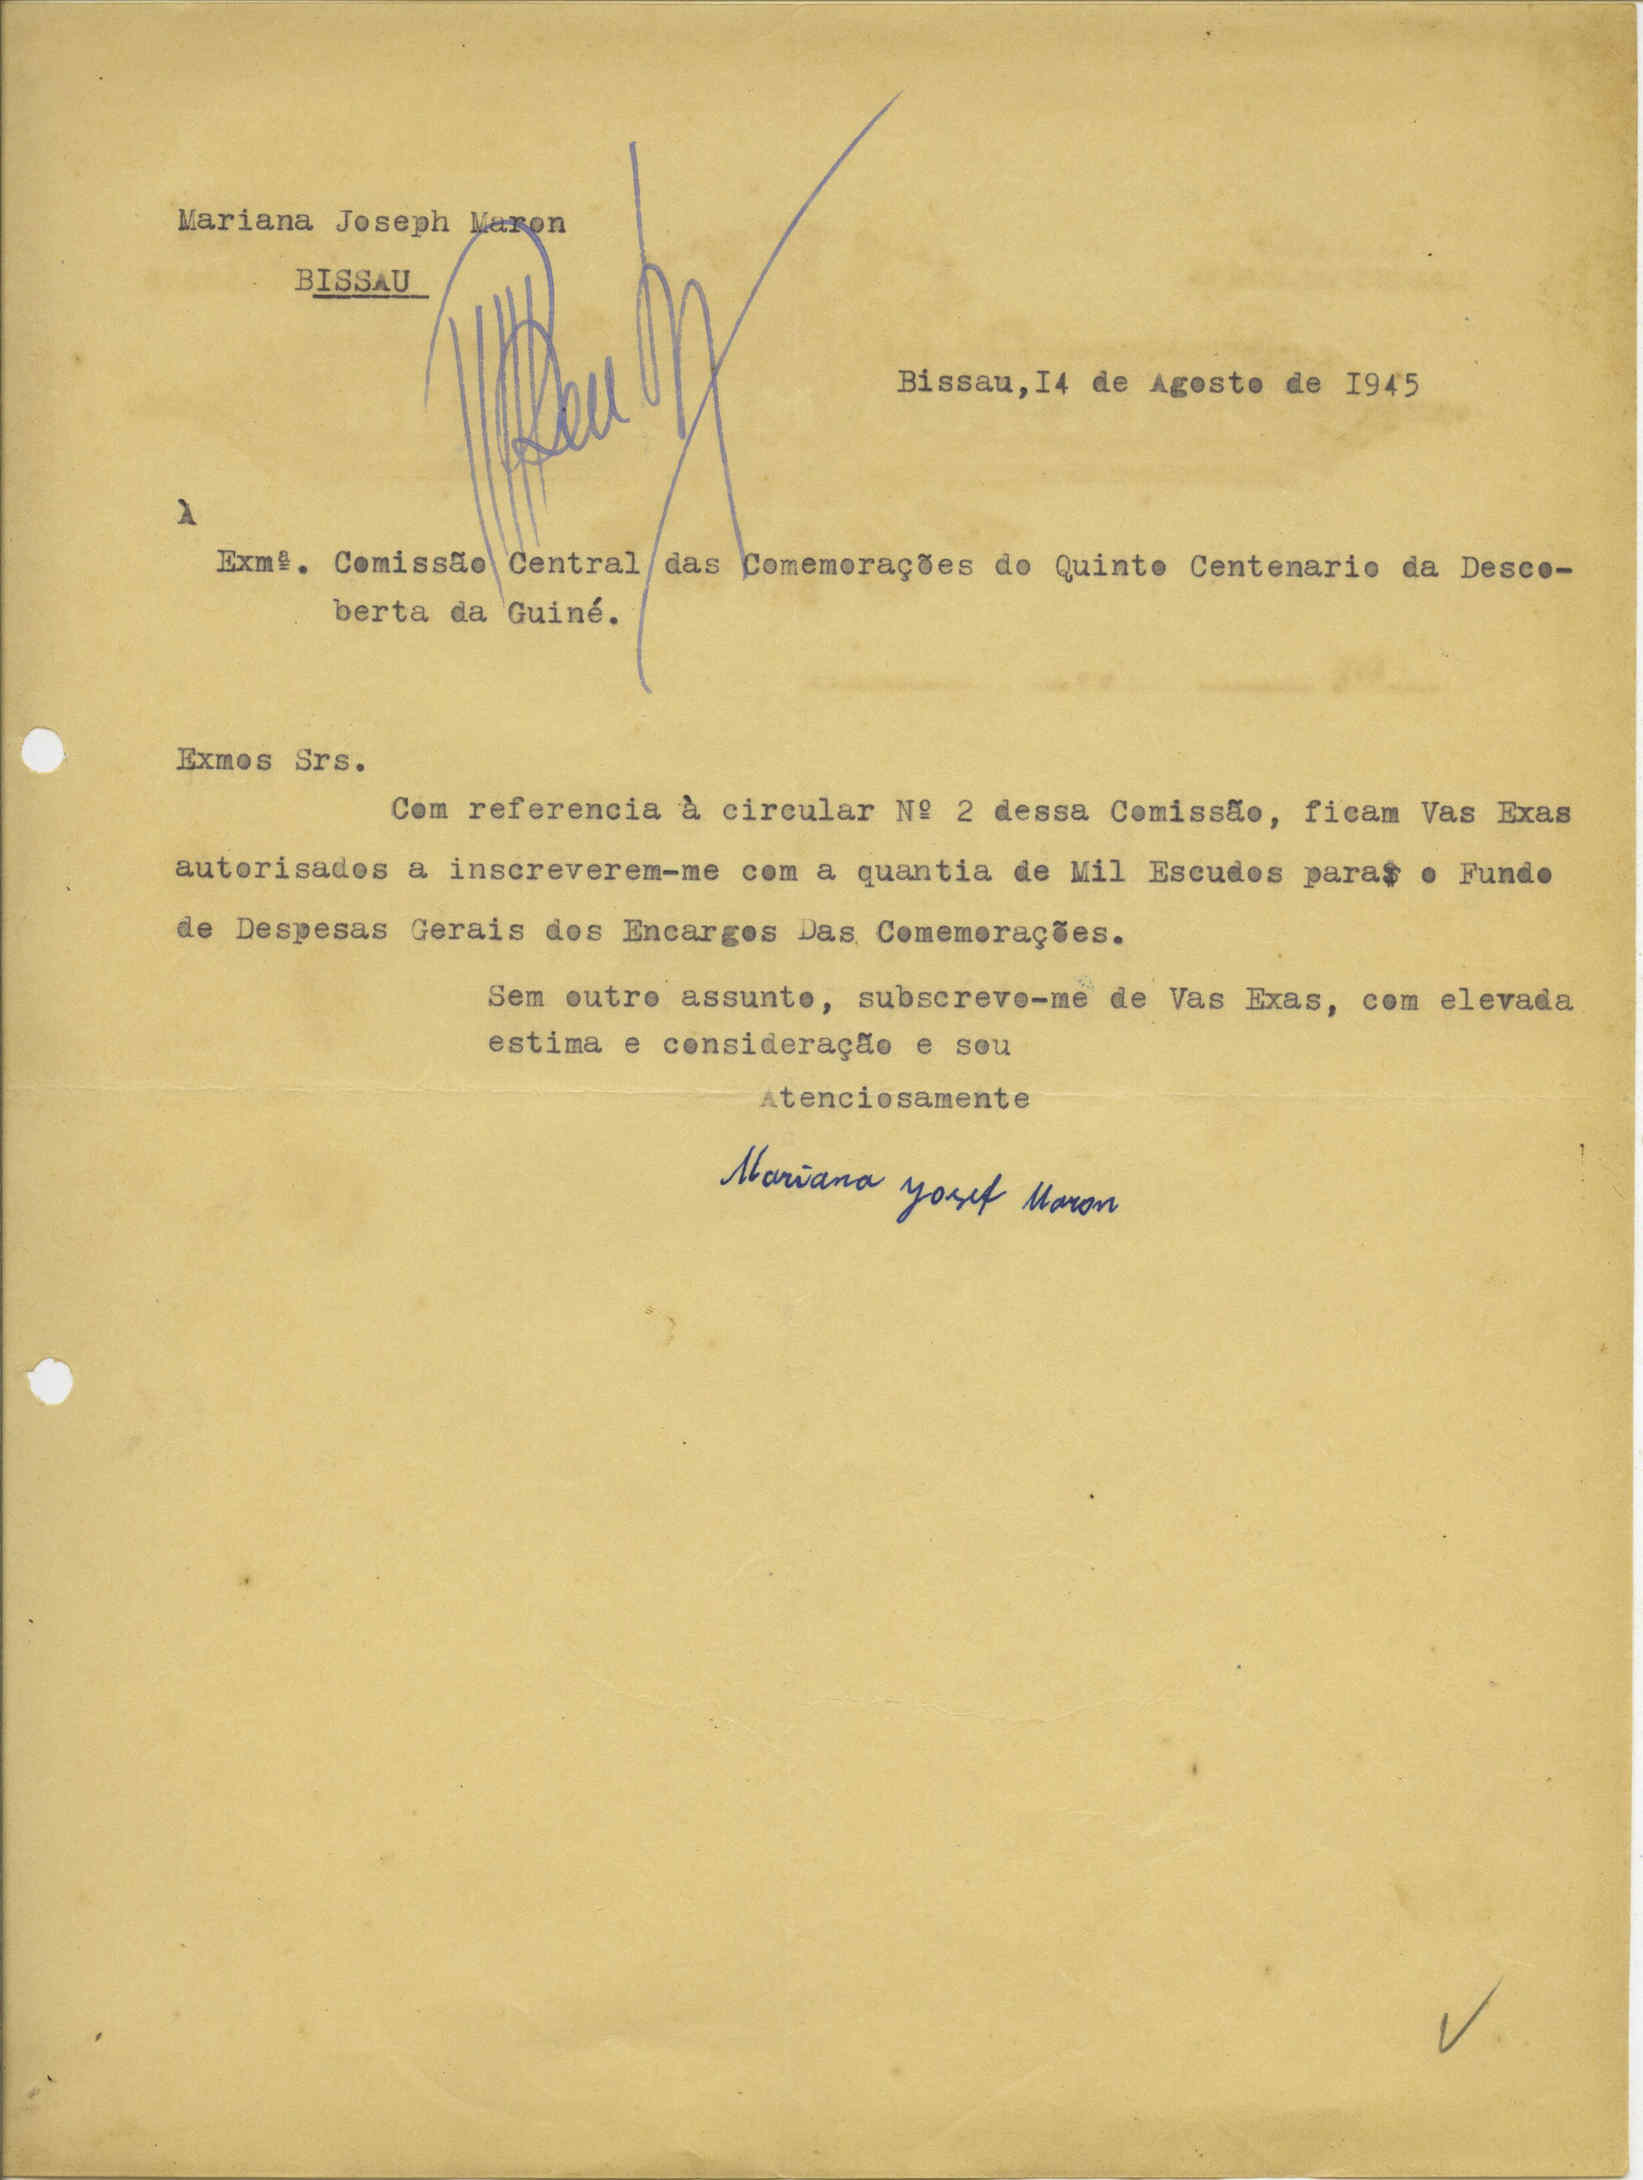 Mariana Joseph Maron
BISSAU
Bissau,I4 de Agosto de I945
À
Exmª. Comissão Central das Comemorações do Quinto Centenario da Desco-
berta da Guiné.
Exmos Srs.
Com referencia à circular Nº 2 dessa Comissão, ficam Vas Exas
autorisados a inscreverem-me com a quantia de Mil Escudos para$ o Fundo
de Despesas Gerais dos Encargos Das Comemorações.
Sem outro assunto, subscrevo-me de Vas Exas, com elevada
estima e consideração e sou
Atenciosamente
Mariana Yosef Maron